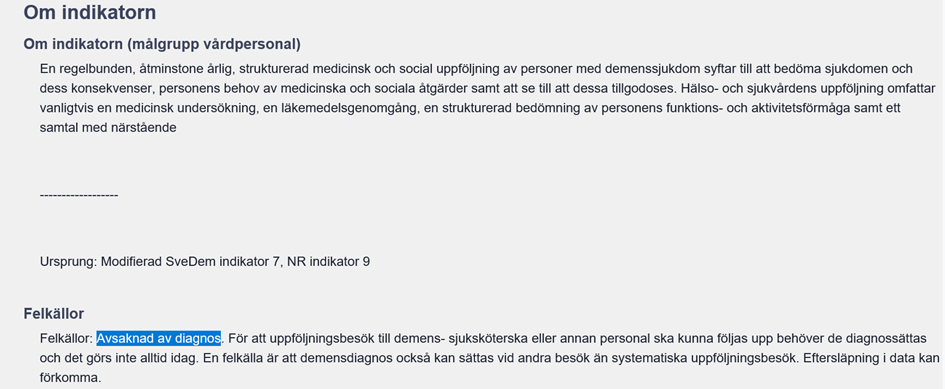 Om indikatorn
Om indikatorn (målgrupp vårdpersonal)
En regelbunden, åtminstone årlig, strukturerad medicinsk och social uppföljning av personer med demenssjukdom syftar till att bedöma sjukdomen och
dess konsekvenser, personens behov av medicinska och sociala åtgärder samt att se till att dessa tillgodoses. Hälso- och sjukvårdens uppföljning omfattar
vanligtvis en medicinsk undersökning, en läkemedelsgenomgång, en strukturerad bedömning av personens funktions- och aktivitetsförmåga samt ett
samtal med närstående
------------------
Ursprung: Modifierad SveDem indikator 7, NR indikator 9
Felkällor
Felkällor: Avsaknad av diagnos. För att uppföljningsbesök till demens- sjuksköterska eller annan personal ska kunna följas upp behöver de diagnossättas
och det görs inte alltid idag. En felkälla är att demensdiagnos också kan sättas vid andra besök än systematiska uppföljningsbesök. Eftersläpning i data kan
förkomma.